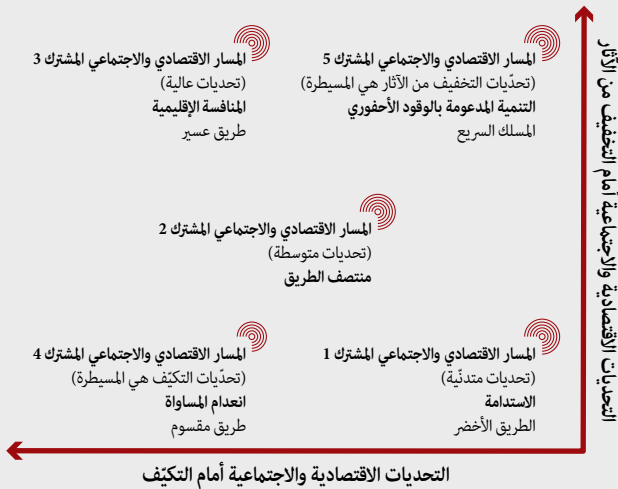 المسار الاقتصادي والاجتماعي المشترك 5
(تحدّيات التخفيف من الآثار هي المسيطرة)
التنمية المدعومة بالوقود الأحفوري
المسلك السريع
المسار الاقتصادي والاجتماعي المشترك 3
(تحديات عالية)
المنافسة الإقليمية
طريق عسير
المسار الاقتصادي والاجتماعي المشترك 2
(تحديات متوسطة)
منتصف الطريق
المسار الاقتصادي والاجتماعي المشترك 1
(تحديات متدنّية)
الاستدامة
الطريق الأخضر
المسار الاقتصادي والاجتماعي المشترك 4
(تحدّيات التكيّف هي المسيطرة)
انعدام المساواة
طريق مقسوم
التحديات الاقتصادية والاجتماعية أمام التخفيف من الآثار
التحديات الاقتصادية والاجتماعية أمام التكيّف